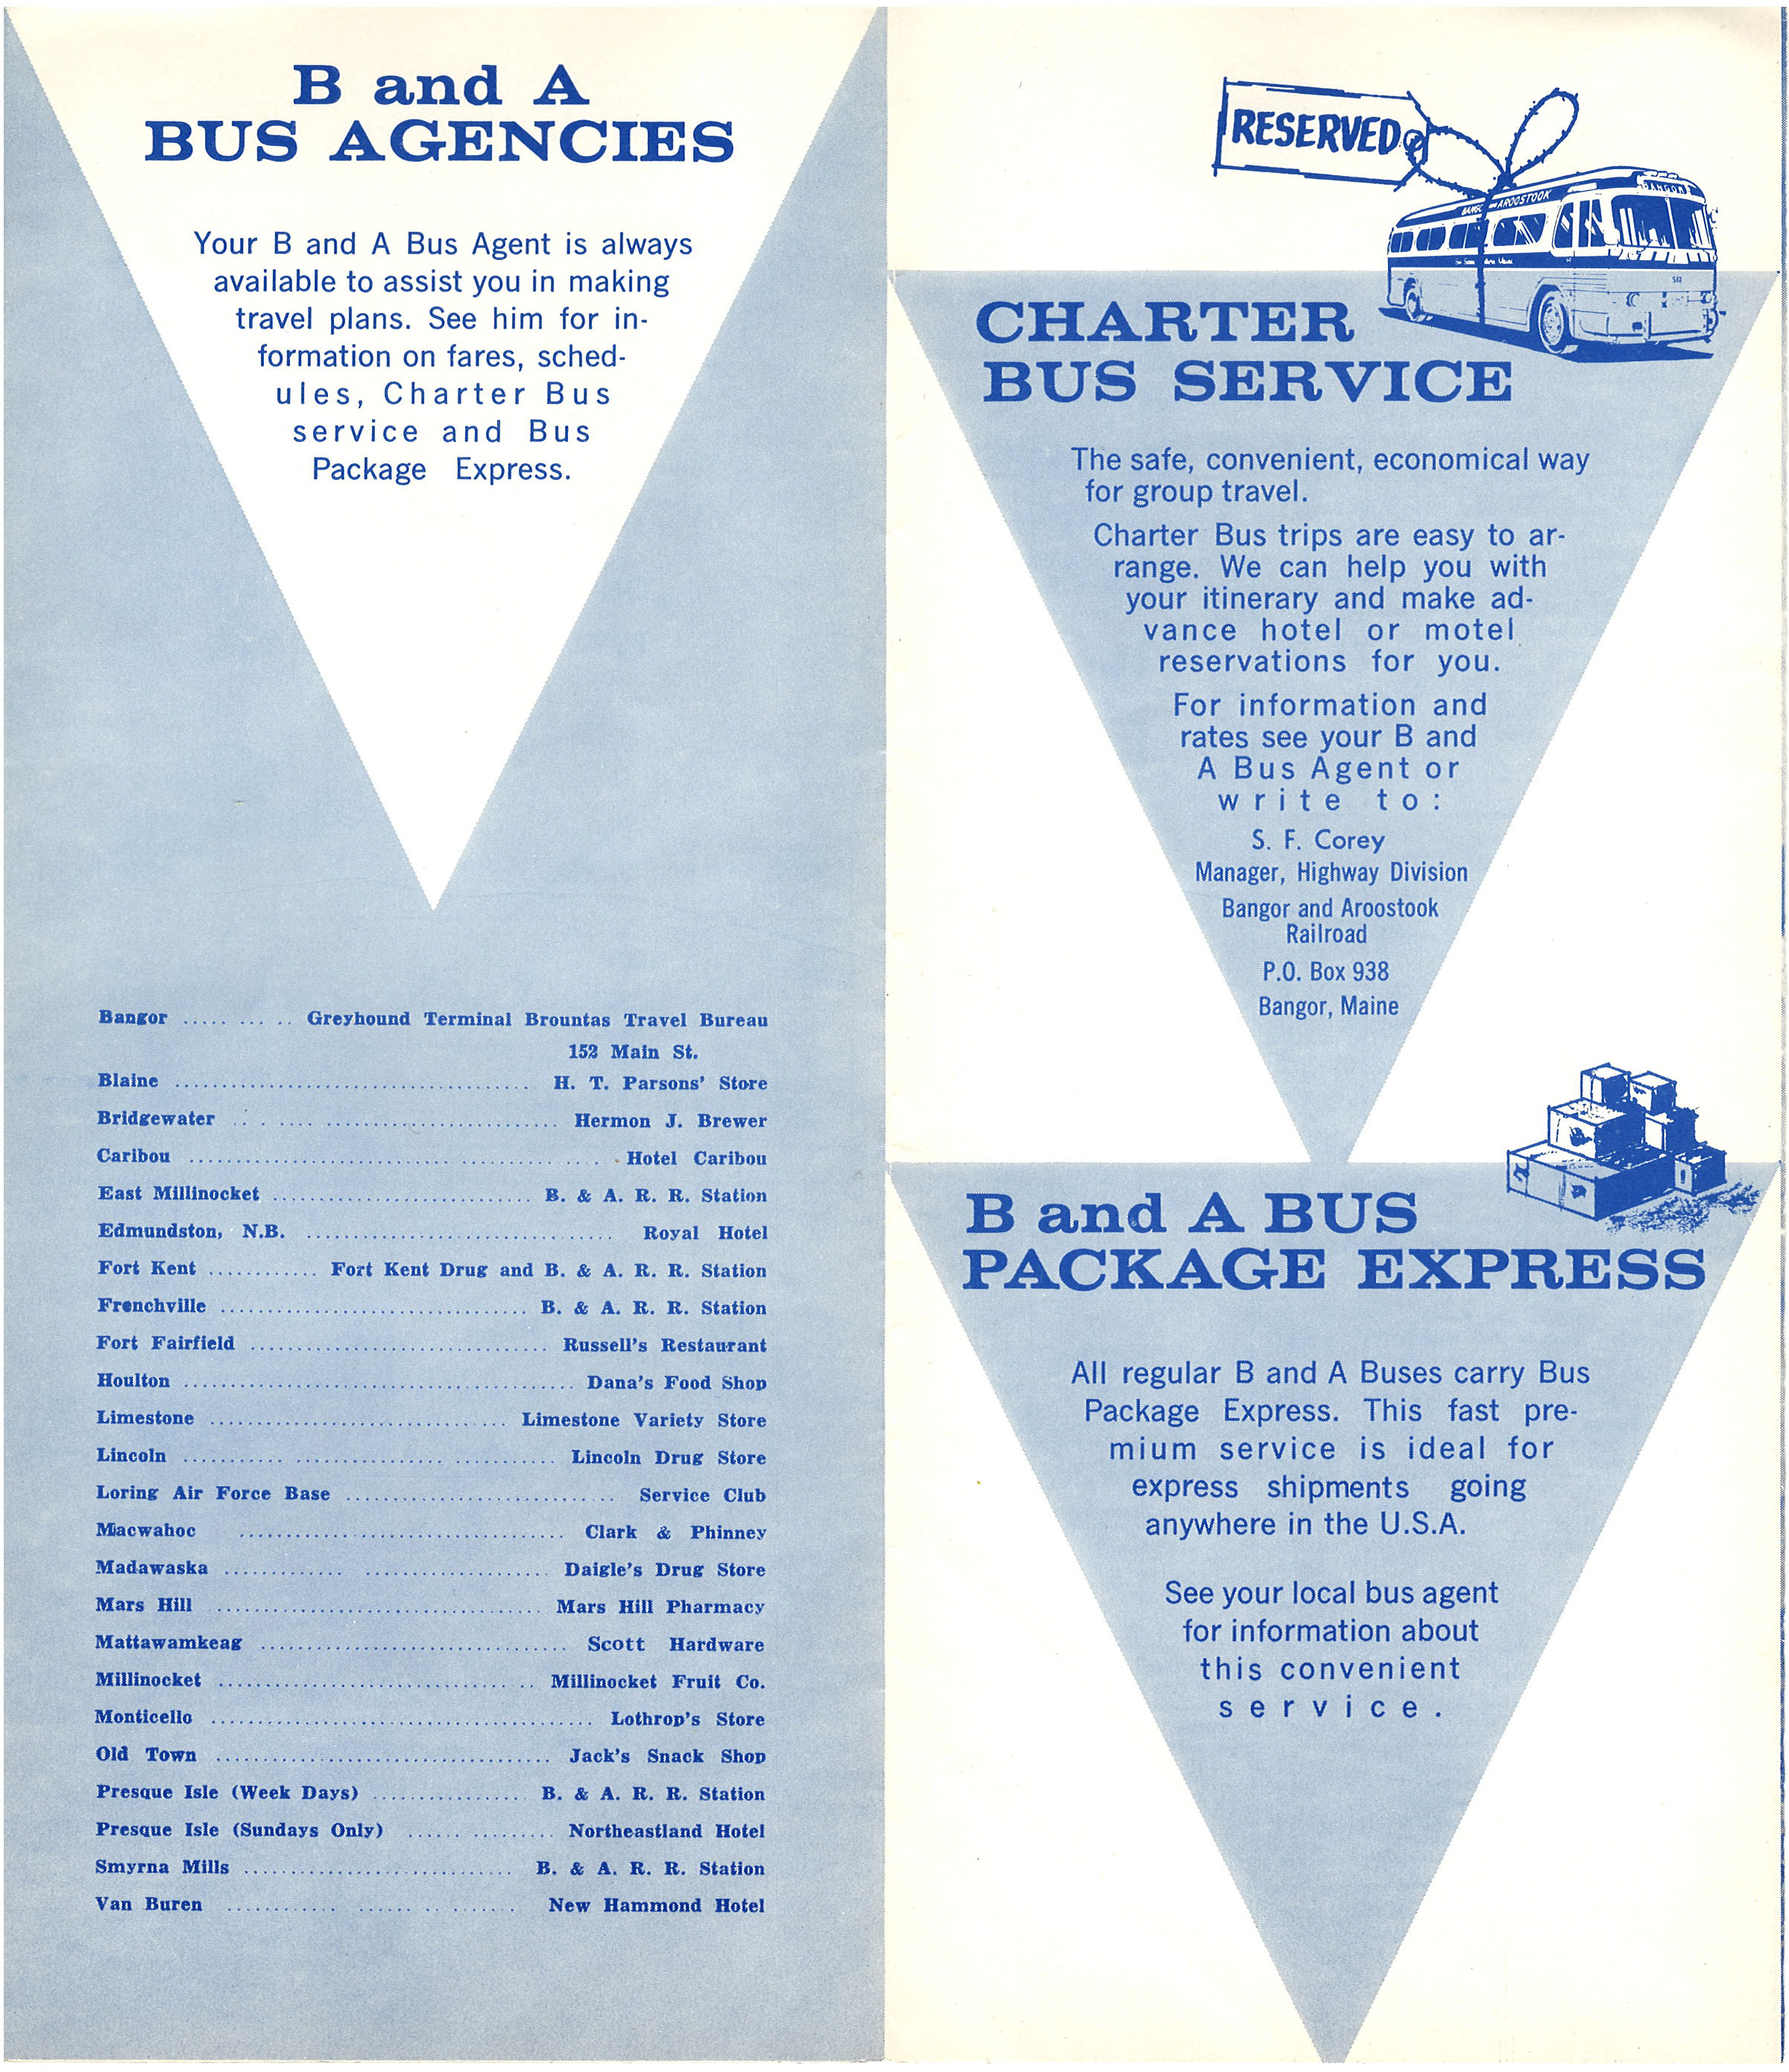 B and A
BUS AGENCIES
Your B and A Bus Agent is always
available to assist you in making
travel plans. See him for in-
formation on fares, sched-
ules, Charter Bus
service and Bus
Package Express.
Bangor ..... ... .. Greyhound Terminal Brountas Travel Bureau
152 Main St.
Blaine ........ H. T. Parsons' Store
Bridgewater ........ Hermon J. Brewer
Caribou ........ Hotel Caribou
East Millinocket ........ B. & A. R. R. Station
Edmundston, N.B. ........ Royal Hotel
Fort Kent ............ Fort Kent Drug and B. & A. R. R. Station
Frenchville ........ B. & A. R. R. Station
Fort Fairfield ........ Russell's Restaurant
Houlton ........ Dana's Food Shop
Limestone ........ Limestone Variety Store
Lincoln ........ Lincoln Drug Store
Loring Air Force Base ........ Service Club
Macwahoc ........ Clark & Phinney
Madawaska ........ Daigle's Drug Store
Mars Hill ........ Mars Hill Pharmacy
Mattawamkeag ........ Scott Hardware
Millinocket ........ Millinocket Fruit Co.
Monticello ........ Lothrop's Store
Old Town ........ Jack's Snack Shop
Presque Isle (Week Days) ........ B. & A. R. R. Station
Presque Isle (Sundays Only) ........ Northeastland Hotel
Smyrna Mills ........ B. & A. R. R. Station
Van Buren ........ New Hammond Hotel
RESERVED
BANGOR
AROOSTOOK
CHARTER
BUS SERVICE
The safe, convenient, economical way
for group travel.
Charter Bus trips are easy to ar-
range. We can help you with
your itinerary and make ad-
vance hotel or motel
reservations for you.
For information and
rates see your B and
A Bus Agent or
write to:
S. F. Corey
Manager, Highway Division
Bangor and Aroostook
Railroad
P.O. Box 938
Bangor, Maine
B and A BUS
PACKAGE EXPRESS
All regular B and A Buses carry Bus
Package Express. This fast pre-
mium service is ideal for
express shipments going
anywhere in the U.S.A.
See your local bus agent
for information about
this convenient
service.